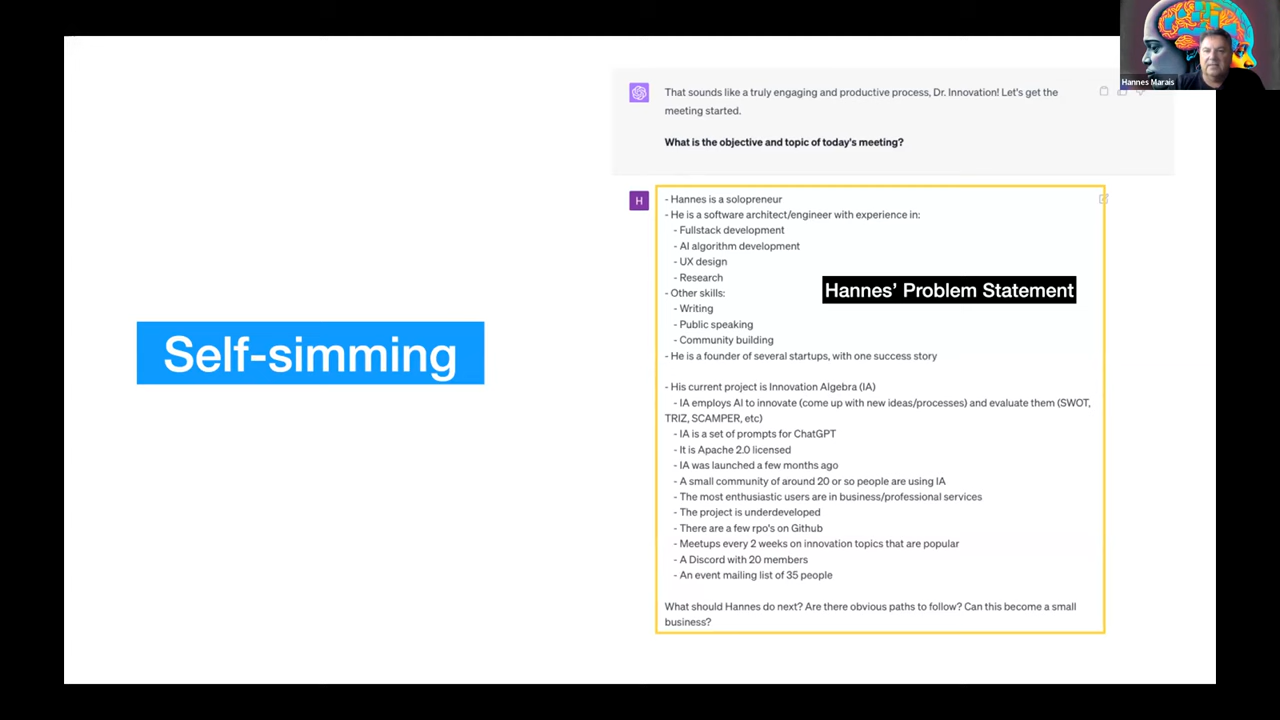 Hannes Marais
That sounds like a truly engaging and productive process, Dr. Innovation! Let's get the
meeting started.
What is the objective and topic of today's meeting?
H
- Hannes is a solopreneur
- He is a software architect/engineer with experience in:
- Fullstack development
- AI algorithm development
- UX design
- Research
- Other skills:
- Writing
- Public speaking
- Community building
- He is a founder of several startups, with one success story
Hannes' Problem Statement
Self-simming
- His current project is Innovation Algebra (IA)
- IA employs AI to innovate (come up with new ideas/processes) and evaluate them (SWOT,
TRIZ, SCAMPER, etc)
- IA is a set of prompts for ChatGPT
- It is Apache 2.0 licensed
- IA was launched a few months ago
- A small community of around 20 or so people are using IA
- The most enthusiastic users are in business/professional services
- The project is underdeveloped
- There are a few rpo's on Github
- Meetups every 2 weeks on innovation topics that are popular
- A Discord with 20 members
- An event mailing list of 35 people
What should Hannes do next? Are there obvious paths to follow? Can this become a small
business?